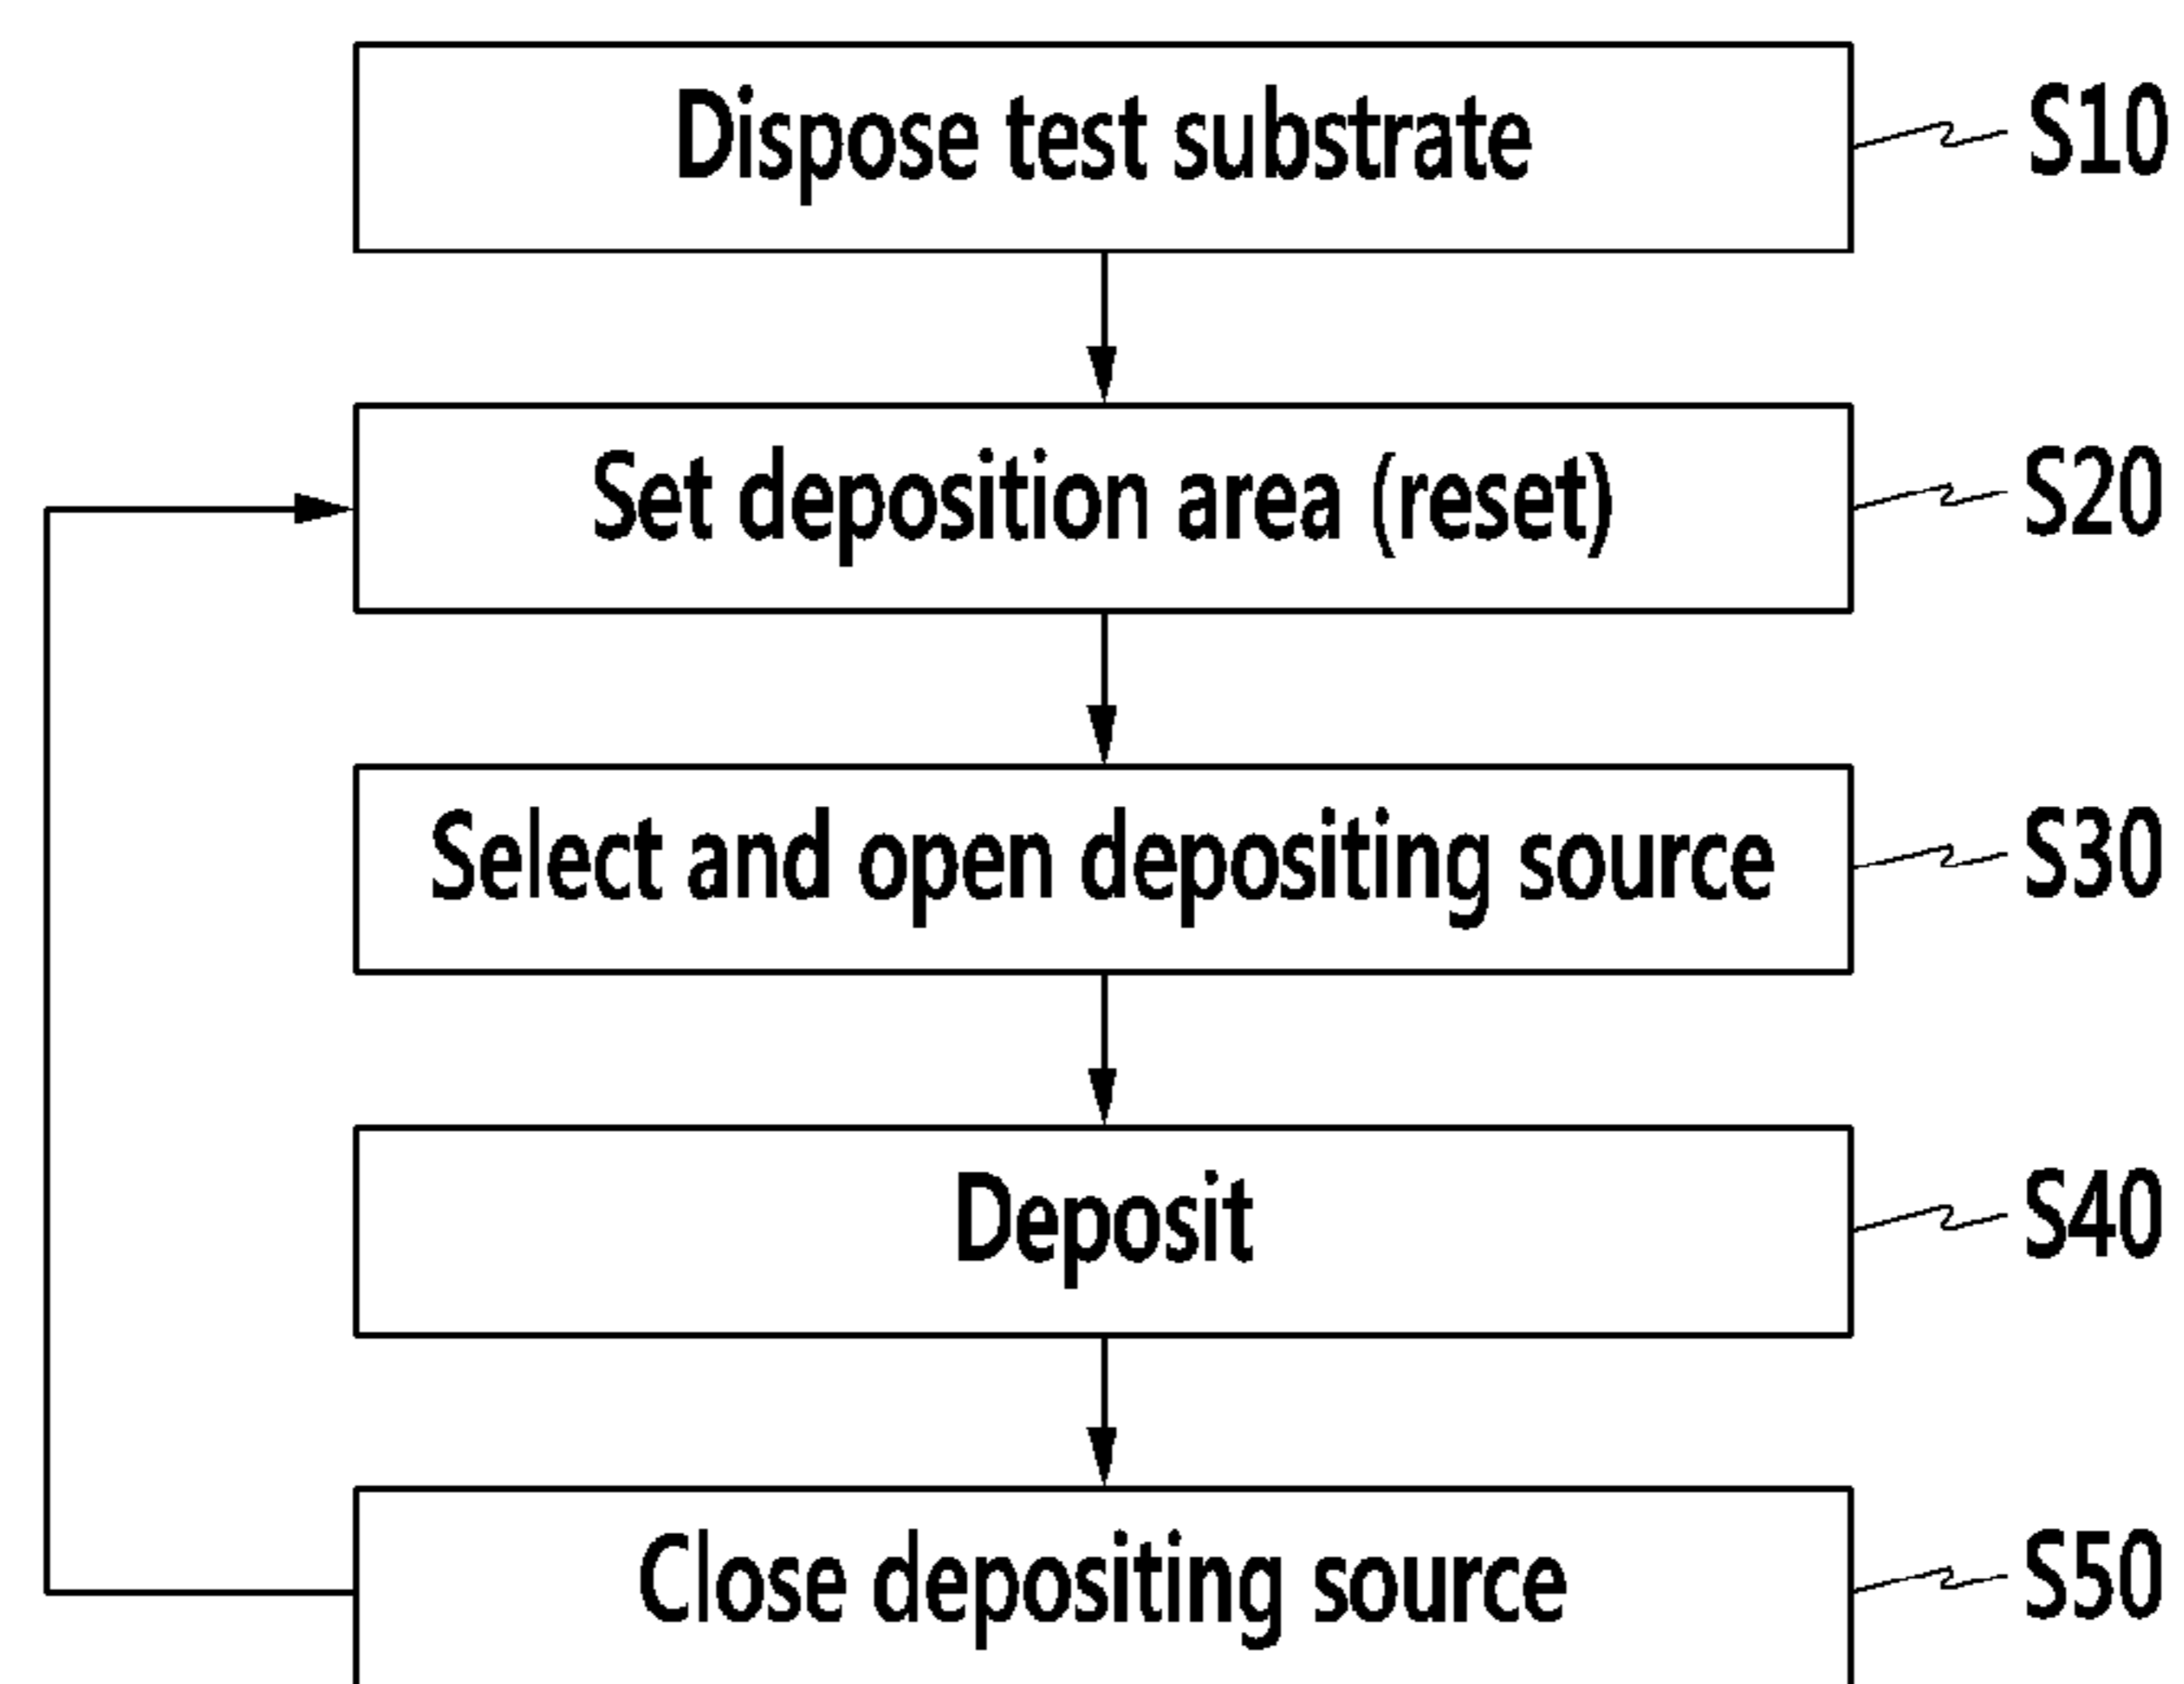 Dispose test substrate S10
Set deposition area (reset) S20
Select and open depositing source S30
Deposit S40
Close depositing source S50